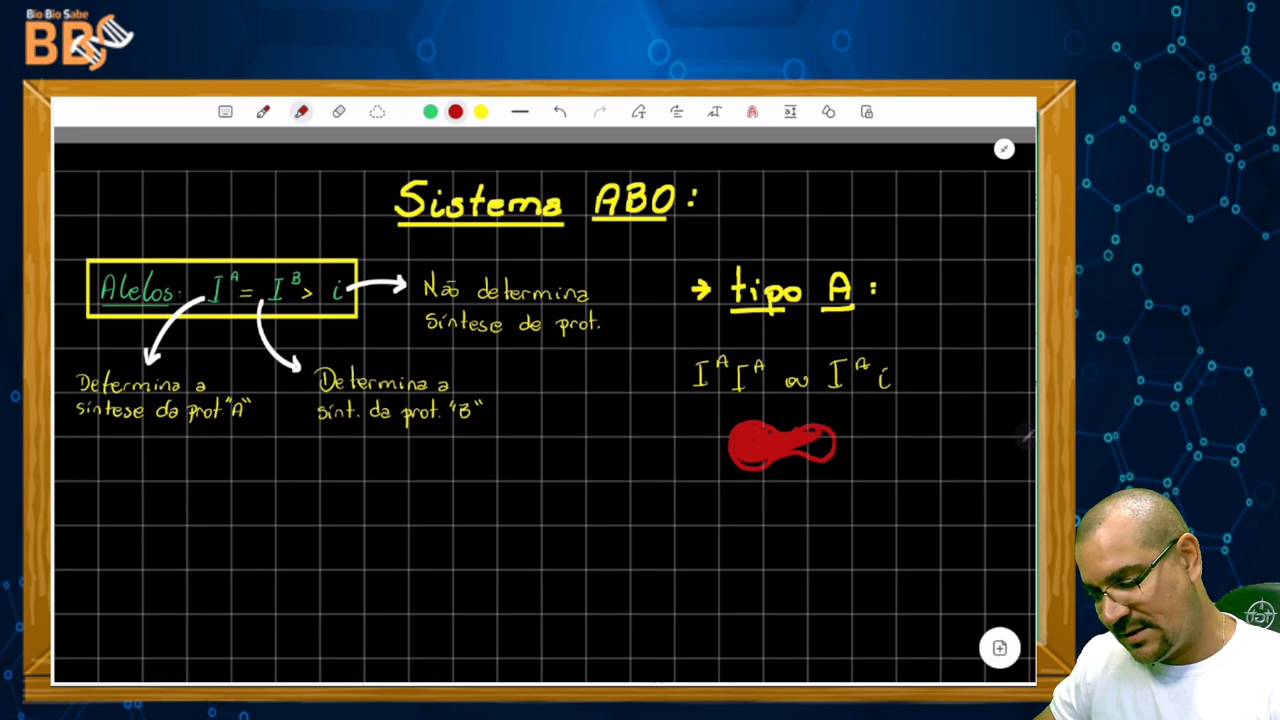 Bio Bio Sabe
BBS
Sistema ABO:
Alelos: I^A = I^B > i
Não determina
síntese de prot.
Determina a
síntese da prot. "A"
Determina a
sínt. da prot. "B"
→ tipo A:
I^A I^A ou I^A i